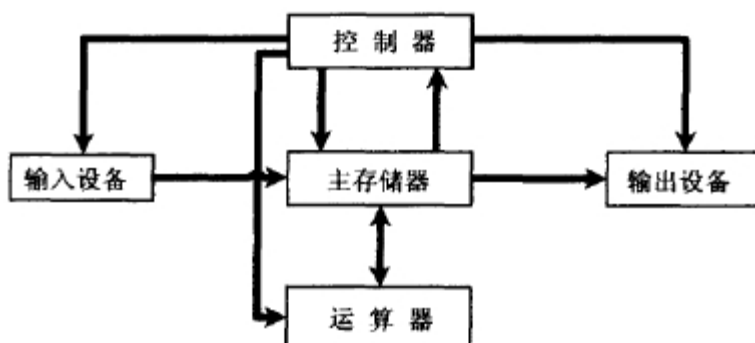 控制器
输入设备
主存储器
输出设备
运算器